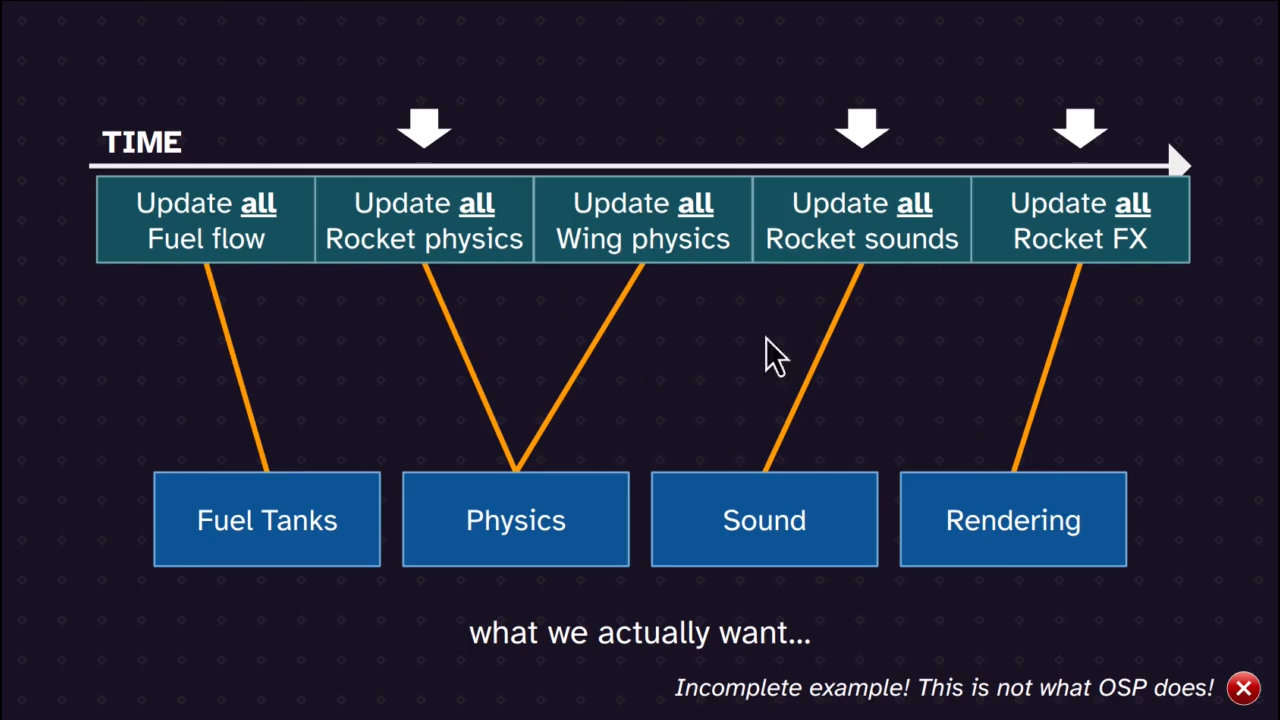 TIME
Update all
Fuel flow
Update all
Rocket physics
Update all
Wing physics
Update all
Rocket sounds
Update all
Rocket FX
Fuel Tanks
Physics
Sound
Rendering
what we actually want...
Incomplete example! This is not what OSP does!